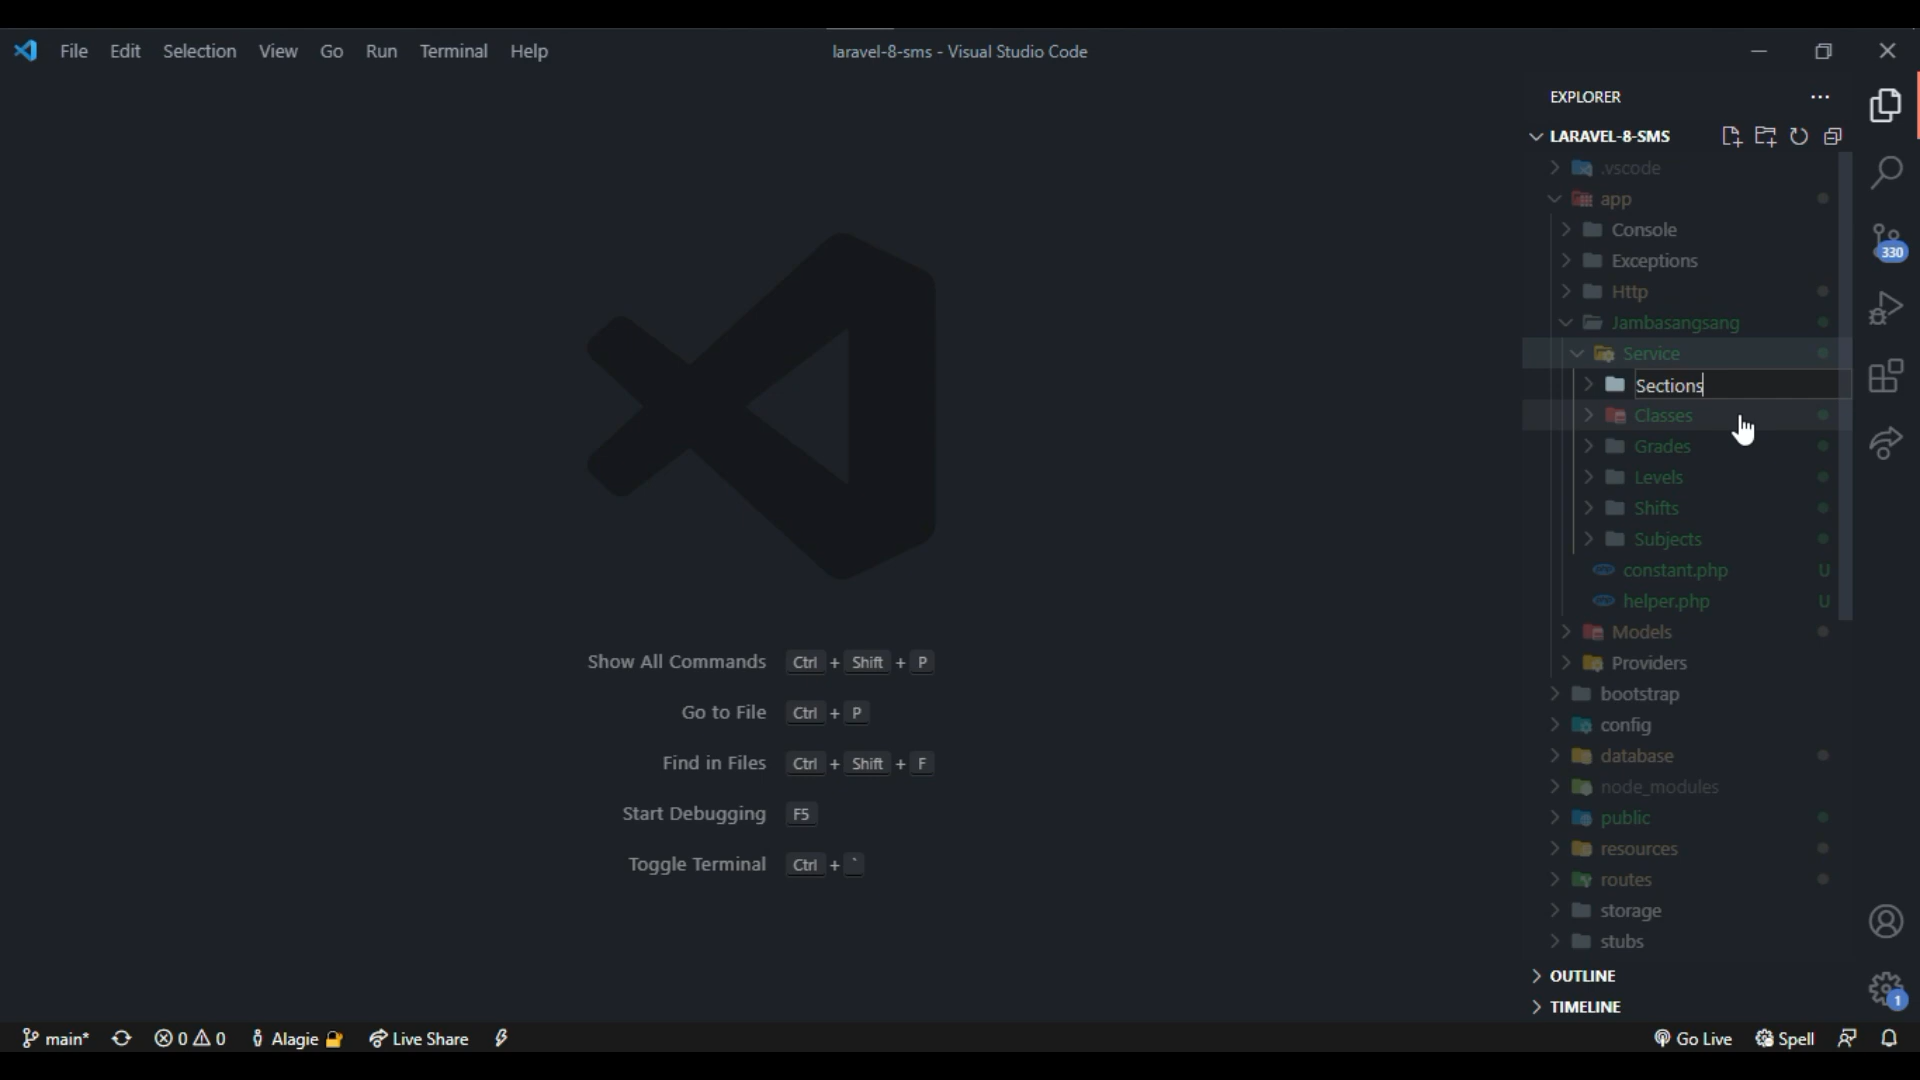 File Edit Selection View Go Run Terminal Help
laravel-8-sms - Visual Studio Code
EXPLORER
LARAVEL-8-SMS
.vscode
app
Console
Exceptions
Http
Jambasangsang
Service
Sections
Classes
Grades
Levels
Shifts
Subjects
constant.php U
helper.php U
Models
Providers
bootstrap
config
database
node_modules
public
resources
routes
storage
stubs
OUTLINE
TIMELINE
330
1
Show All Commands Ctrl + Shift + P
Go to File Ctrl + P
Find in Files Ctrl + Shift + F
Start Debugging F5
Toggle Terminal Ctrl + `
main* 0 0 Alagie Live Share Go Live Spell